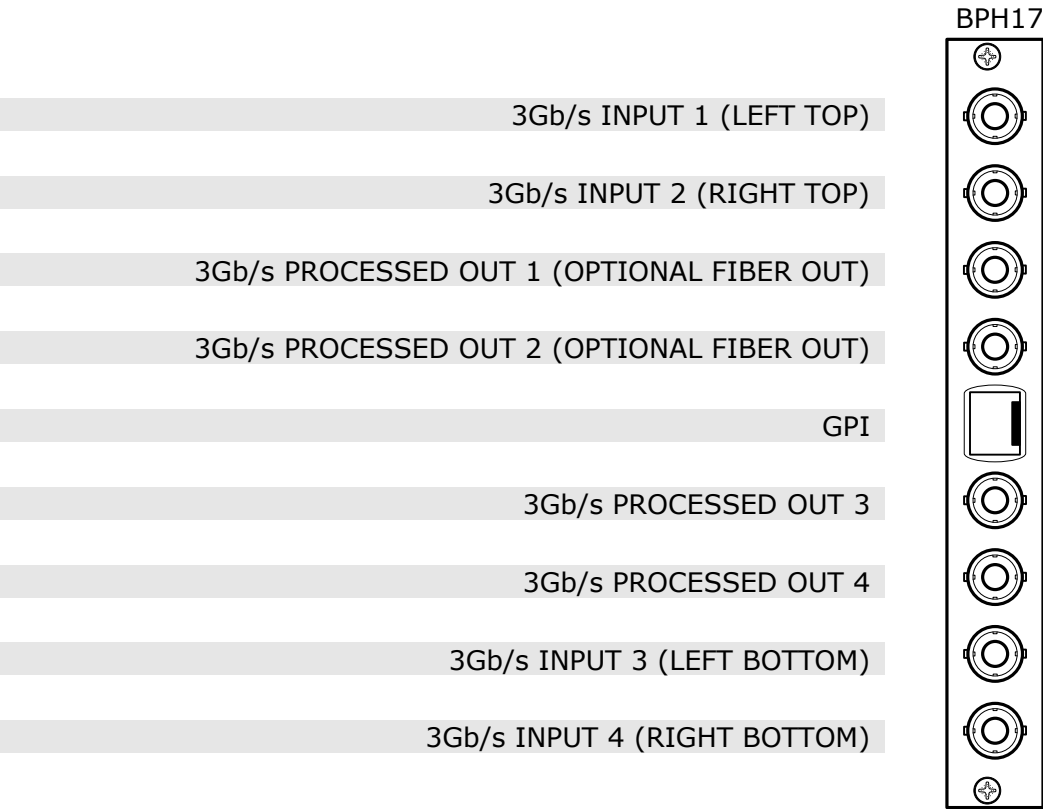 BPH17
3Gb/s INPUT 1 (LEFT TOP)
3Gb/s INPUT 2 (RIGHT TOP)
3Gb/s PROCESSED OUT 1 (OPTIONAL FIBER OUT)
3Gb/s PROCESSED OUT 2 (OPTIONAL FIBER OUT)
GPI
3Gb/s PROCESSED OUT 3
3Gb/s PROCESSED OUT 4
3Gb/s INPUT 3 (LEFT BOTTOM)
3Gb/s INPUT 4 (RIGHT BOTTOM)